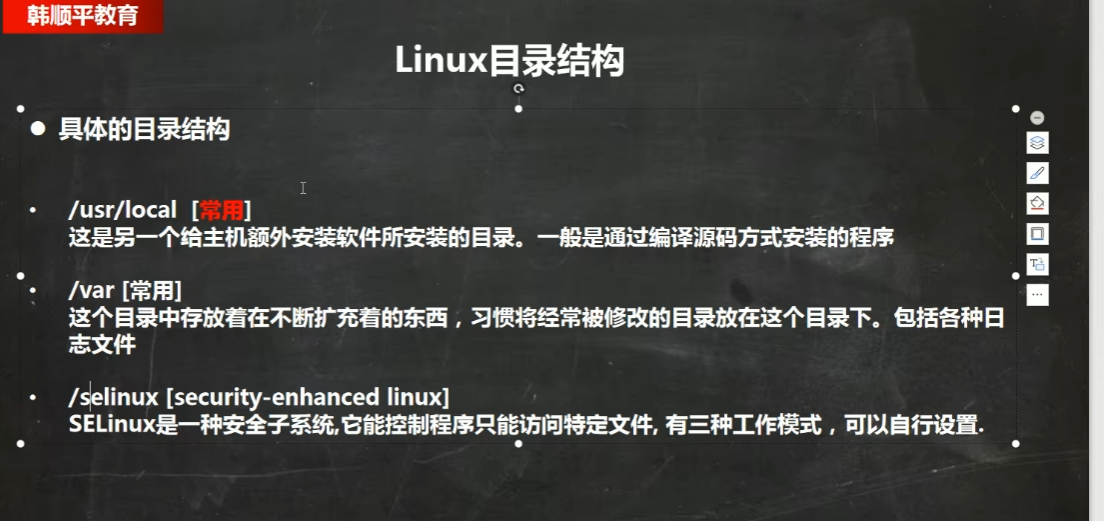 韩顺平教育
Linux目录结构
● 具体的目录结构
• /usr/local [常用]
这是另一个给主机额外安装软件所安装的目录。一般是通过编译源码方式安装的程序
• /var [常用]
这个目录中存放着在不断扩充着的东西，习惯将经常被修改的目录放在这个目录下。包括各种日
志文件
• /selinux [security-enhanced linux]
SELinux是一种安全子系统,它能控制程序只能访问特定文件, 有三种工作模式，可以自行设置.